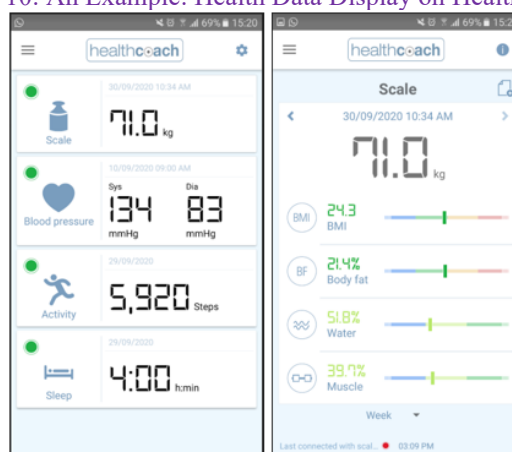 10. An Example: Health Data Display on Healt
69% 15:20
healthcoach
30/09/2020 10:34 AM
71.0 kg
Scale
10/09/2020 09:00 AM
Sys Dia
134 83
mmHg mmHg
Blood pressure
29/09/2020
5,920 Steps
Activity
29/09/2020
4:00 h:min
Sleep
69% 15:20
healthcoach
Scale
30/09/2020 10:34 AM
71.0 kg
BMI 24.3
BMI
BF 21.4%
Body fat
51.8%
Water
39.7%
Muscle
Week
Last connected with scal... 03:09 PM